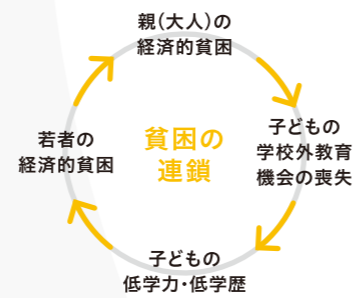 親(大人)の
経済的貧困
子どもの
学校外教育
機会の喪失
子どもの
低学力・低学歴
若者の
経済的貧困
貧困の
連鎖